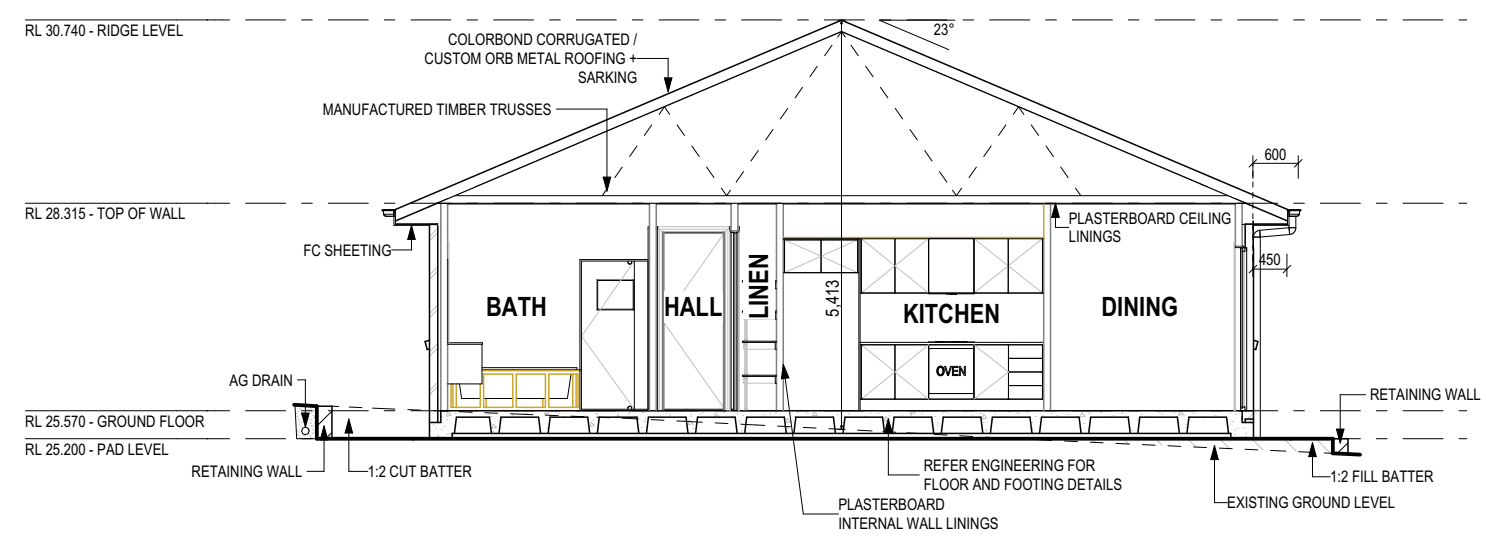 RL 30.740 - RIDGE LEVEL
23°
COLORBOND CORRUGATED /
CUSTOM ORB METAL ROOFING +
SARKING
MANUFACTURED TIMBER TRUSSES
600
RL 28.315 - TOP OF WALL
PLASTERBOARD CEILING
LININGS
FC SHEETING
450
BATH
HALL
LINEN
5,413
KITCHEN
DINING
OVEN
AG DRAIN
RETAINING WALL
RL 25.570 - GROUND FLOOR
RL 25.200 - PAD LEVEL
RETAINING WALL
1:2 CUT BATTER
REFER ENGINEERING FOR
FLOOR AND FOOTING DETAILS
1:2 FILL BATTER
EXISTING GROUND LEVEL
PLASTERBOARD
INTERNAL WALL LININGS